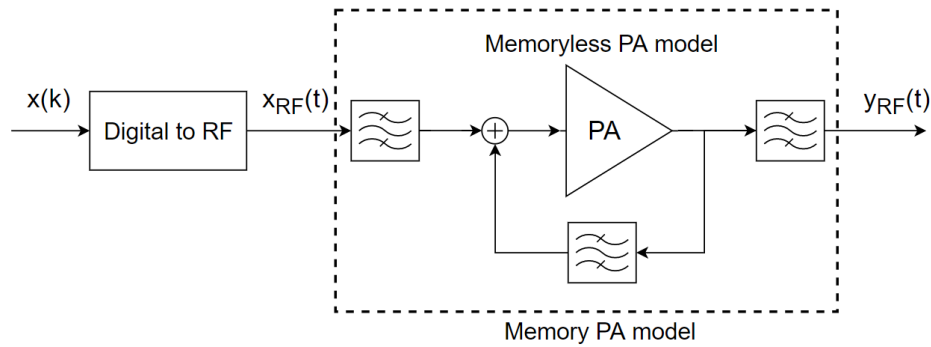 Memoryless PA model
x(k)
Digital to RF
xRF(t)
PA
yRF(t)
Memory PA model